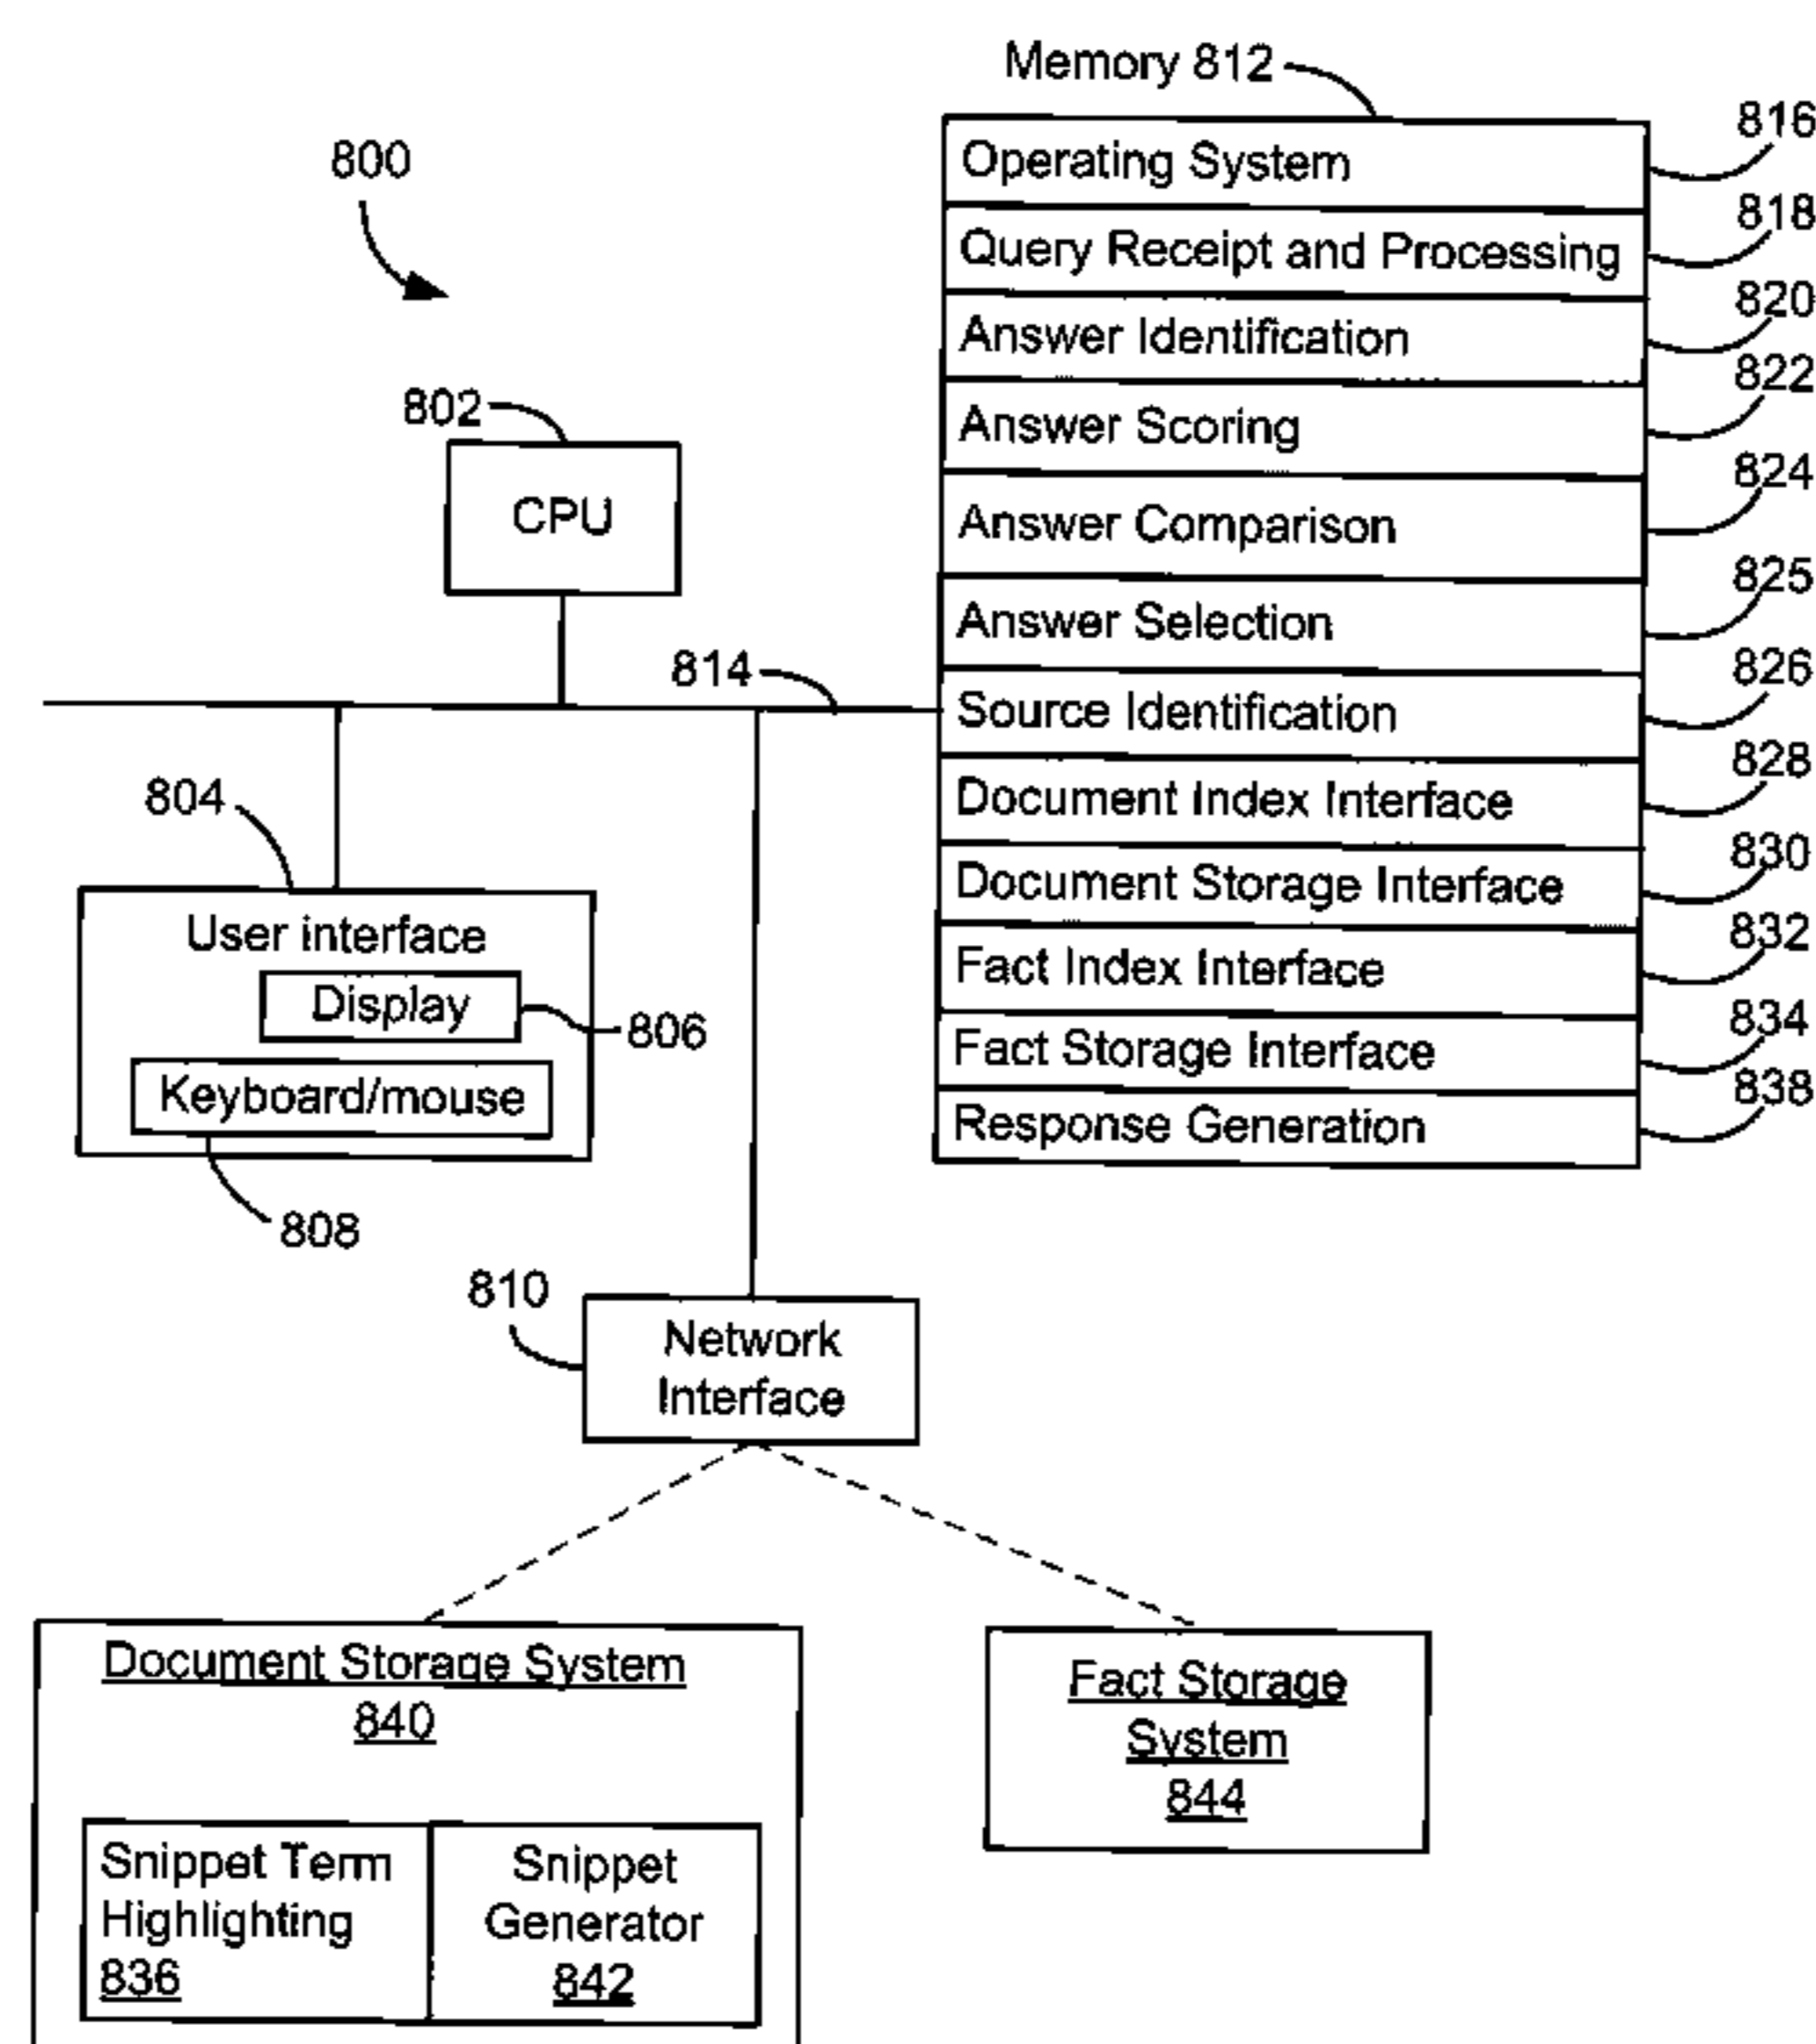 Memory 812
800
Operating System
816
Query Receipt and Processing
818
Answer Identification
820
Answer Scoring
822
Answer Comparison
824
Answer Selection
825
Source Identification
826
Document Index Interface
828
Document Storage Interface
830
Fact Index Interface
832
Fact Storage Interface
834
Response Generation
838
802
CPU
814
804
User interface
Display
806
Keyboard/mouse
808
810
Network
Interface
Document Storage System
840
Snippet Term
Highlighting
836
Snippet
Generator
842
Fact Storage
System
844